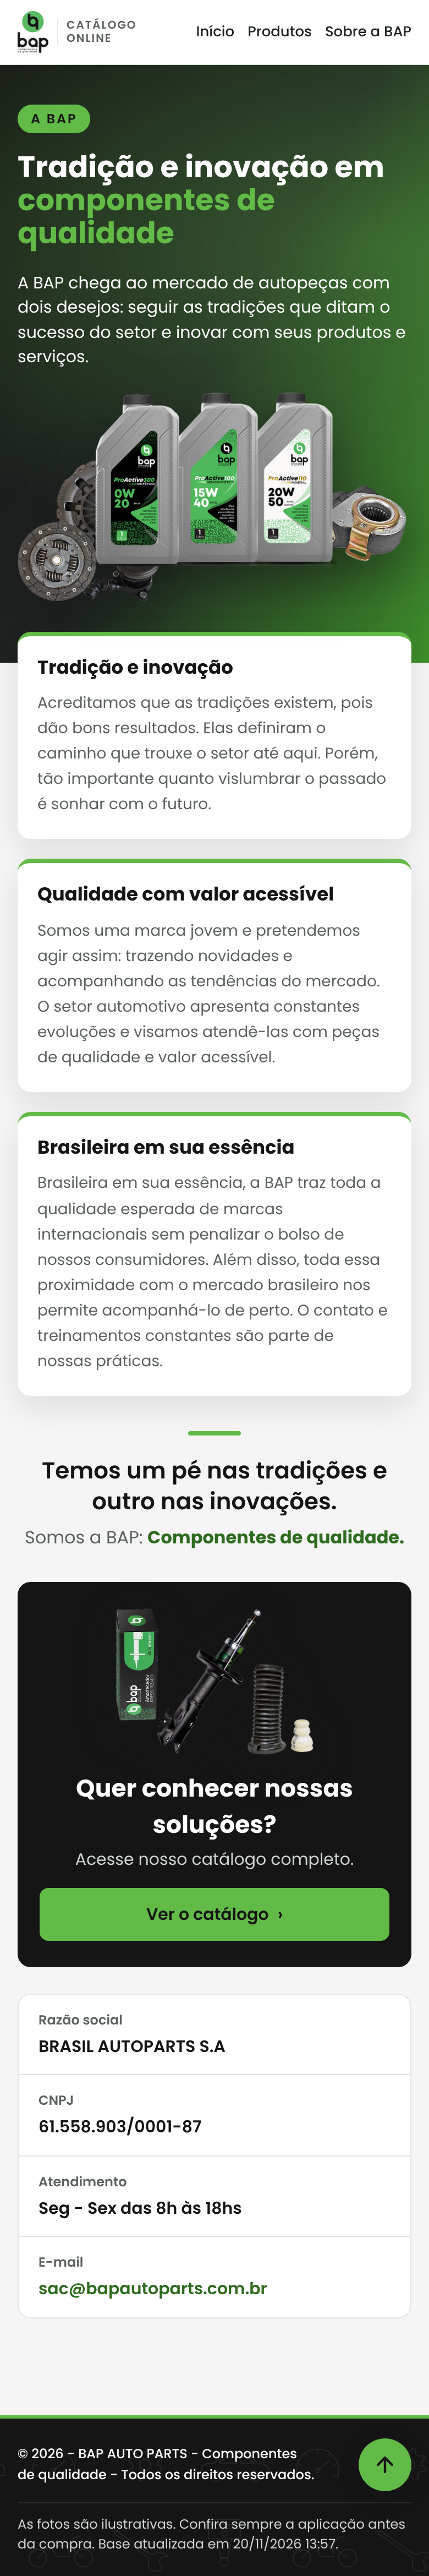 bap
CATÁLOGO
ONLINE
Início Produtos Sobre a BAP
A BAP
Tradição e inovação em
componentes de
qualidade
A BAP chega ao mercado de autopeças com
dois desejos: seguir as tradições que ditam o
sucesso do setor e inovar com seus produtos e
serviços.
bap bap bap
0W
20
15W
40
20W
50
Tradição e inovação
Acreditamos que as tradições existem, pois
dão bons resultados. Elas definiram o
caminho que trouxe o setor até aqui. Porém,
tão importante quanto vislumbrar o passado
é sonhar com o futuro.
Qualidade com valor acessível
Somos uma marca jovem e pretendemos
agir assim: trazendo novidades e
acompanhando as tendências do mercado.
O setor automotivo apresenta constantes
evoluções e visamos atendê-las com peças
de qualidade e valor acessível.
Brasileira em sua essência
Brasileira em sua essência, a BAP traz toda a
qualidade esperada de marcas
internacionais sem penalizar o bolso de
nossos consumidores. Além disso, toda essa
proximidade com o mercado brasileiro nos
permite acompanhá-lo de perto. O contato e
treinamentos constantes são parte de
nossas práticas.
Temos um pé nas tradições e
outro nas inovações.
Somos a BAP: Componentes de qualidade.
bap
Quer conhecer nossas
soluções?
Acesse nosso catálogo completo.
Ver o catálogo ›
Razão social
BRASIL AUTOPARTS S.A
CNPJ
61.558.903/0001-87
Atendimento
Seg - Sex das 8h às 18hs
E-mail
sac@bapautoparts.com.br
© 2026 - BAP AUTO PARTS - Componentes
de qualidade - Todos os direitos reservados.
As fotos são ilustrativas. Confira sempre a aplicação antes
da compra. Base atualizada em 20/11/2026 13:57.